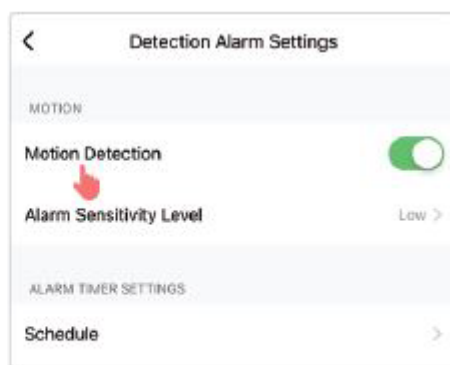 Detection Alarm Settings
MOTION
Motion Detection
Alarm Sensitivity Level Low >
ALARM TIMER SETTINGS
Schedule